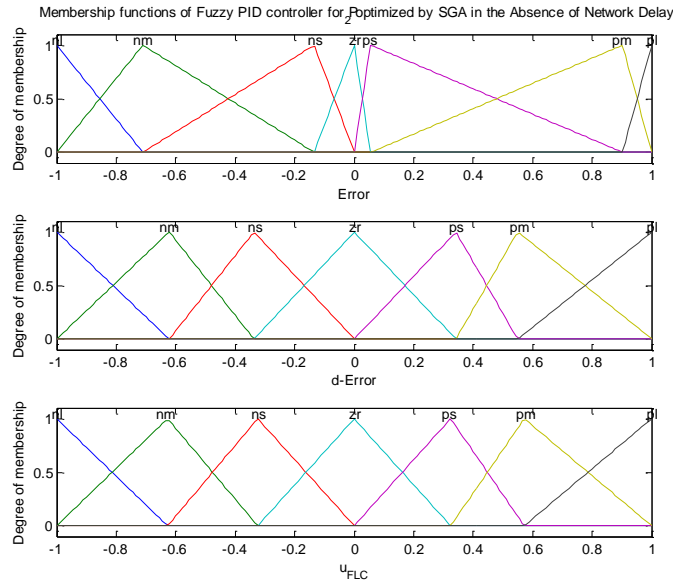 Membership functions of Fuzzy PID controller for P2 optimized by SGA in the Absence of Network Delay
nl nm ns zr ps pm pl
1
0.5
0
Degree of membership
-1 -0.8 -0.6 -0.4 -0.2 0 0.2 0.4 0.6 0.8 1
Error
nl nm ns zr ps pm pl
1
0.5
0
Degree of membership
-1 -0.8 -0.6 -0.4 -0.2 0 0.2 0.4 0.6 0.8 1
d-Error
nl nm ns zr ps pm pl
1
0.5
0
Degree of membership
-1 -0.8 -0.6 -0.4 -0.2 0 0.2 0.4 0.6 0.8 1
u_FLC